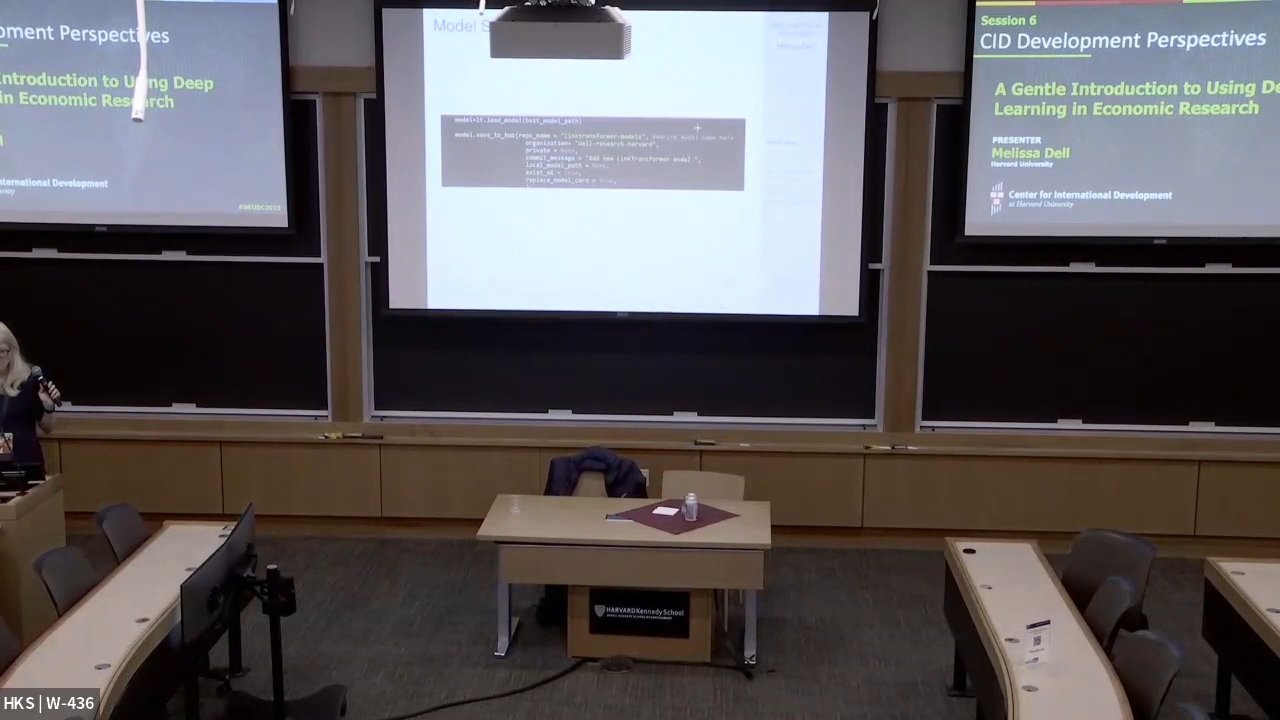 pment Perspectives
ntroduction to Using Deep
in Economic Research
nternational Development
#NEUDC2023
Model S
model=lt.load_model(best_model_path)
model.save_to_hub(repo_name = "linktransformer-models",
organization= "dell-research-harvard",
private = None,
commit_message = "Add new LinkTransformer model.",
local_model_path = None,
exist_ok = True,
replace_model_card = True,
Session 6
CID Development Perspectives
A Gentle Introduction to Using De
Learning in Economic Research
PRESENTER
Melissa Dell
Harvard University
Center for International Development
at Harvard University
HARVARD Kennedy School
HKS | W-436